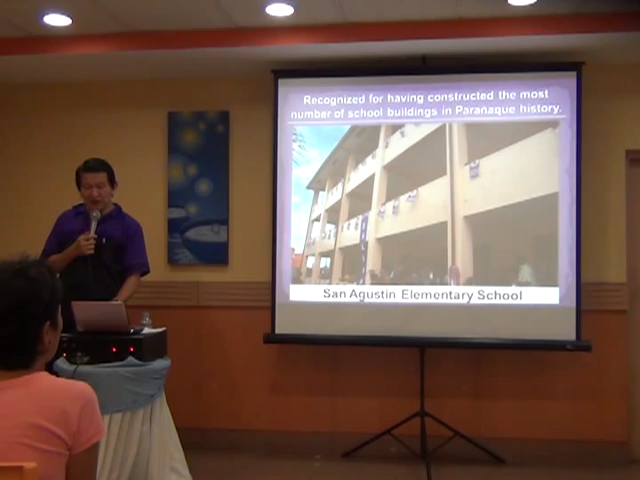 Recognized for having constructed the most
number of school buildings in Paranaque history.
San Agustin Elementary School